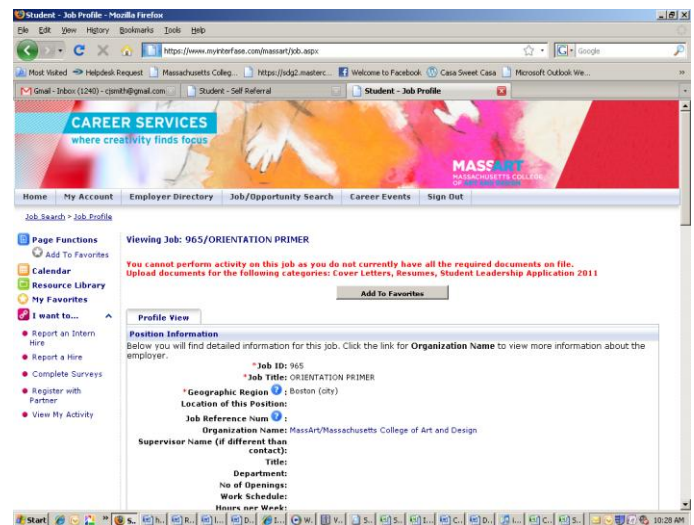 Student - Job Profile - Mozilla Firefox
File Edit View History Bookmarks Tools Help
https://www.myinterfase.com/massart/job.aspx
Google
Most Visited Helpdesk Request Massachusetts Colleg... https://sdg2.masterc... Welcome to Facebook Casa Sweet Casa Microsoft Outlook We...
Gmail - Inbox (1240) - cjsmith@gmail.com Student - Self Referral Student - Job Profile
CAREER SERVICES
where creativity finds focus
MASSART
MASSACHUSETTS COLLEGE
OF ART AND DESIGN
Home My Account Employer Directory Job/Opportunity Search Career Events Sign Out
Job Search > Job Profile
Page Functions
Add To Favorites
Calendar
Resource Library
My Favorites
I want to...
Report an Intern
Hire
Report a Hire
Complete Surveys
Register with
Partner
View My Activity
Viewing Job: 965/ORIENTATION PRIMER
You cannot perform activity on this job as you do not currently have all the required documents on file.
Upload documents for the following categories: Cover Letters, Resumes, Student Leadership Application 2011
Add To Favorites
Profile View
Position Information
Below you will find detailed information for this job. Click the link for Organization Name to view more information about the
employer.
*Job ID: 965
*Job Title: ORIENTATION PRIMER
*Geographic Region ? : Boston (city)
Location of this Position:
Job Reference Num ? :
Organization Name: MassArt/Massachusetts College of Art and Design
Supervisor Name (if different than
contact):
Title:
Department:
No of Openings:
Work Schedule:
Hours per Week:
Start 10:28 AM